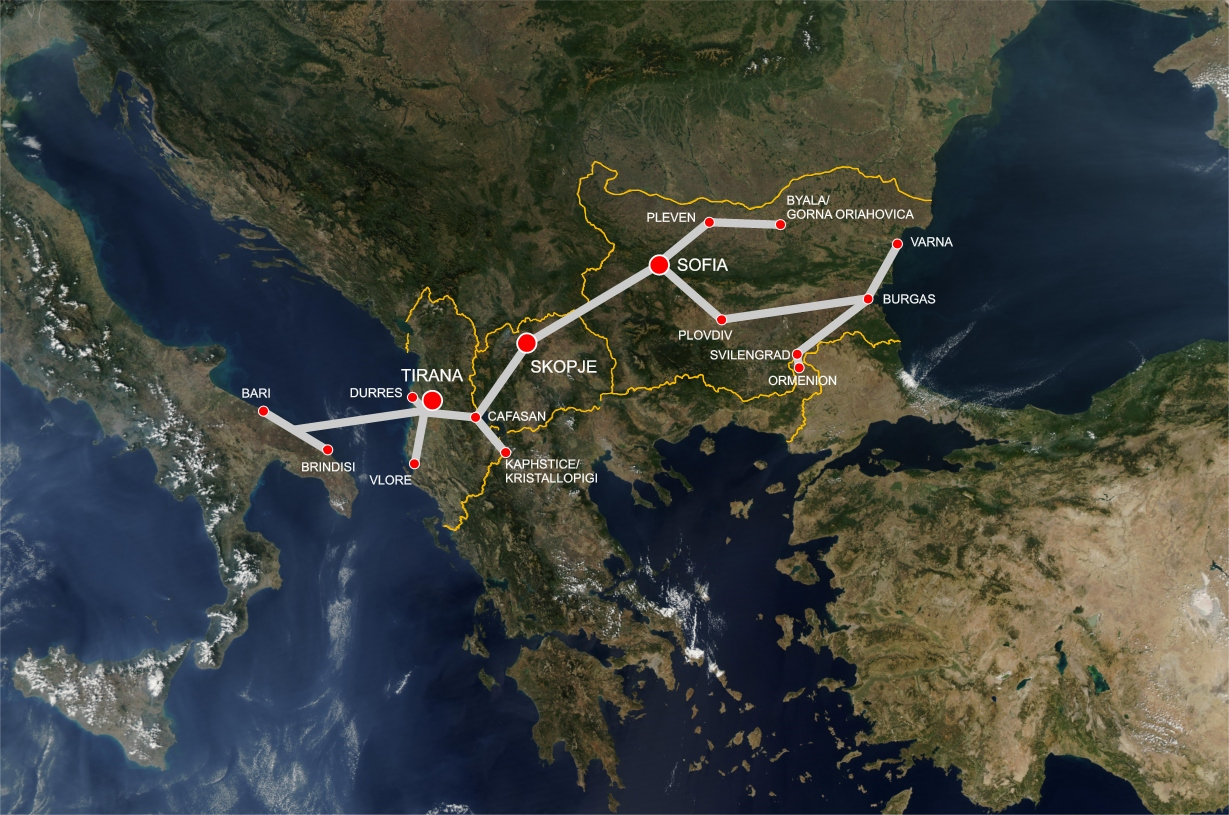 BYALA/
GORNA ORIAHOVICA
PLEVEN
VARNA
SOFIA
BURGAS
PLOVDIV
SVILENGRAD
SKOPJE
ORMENION
TIRANA
DURRES
BARI
CAFASAN
BRINDISI
KAPHSTICE/
KRISTALLOPIGI
VLORE